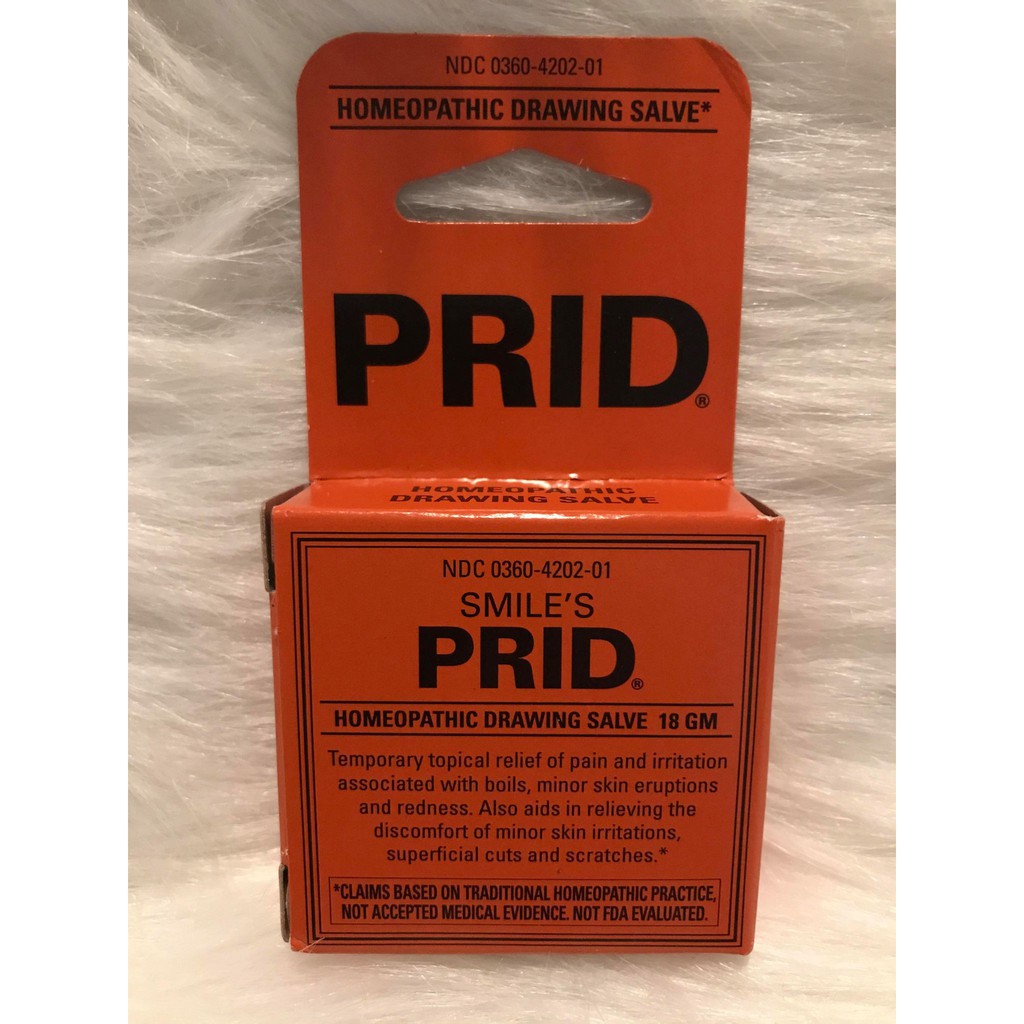 NDC 0360-4202-01
HOMEOPATHIC DRAWING SALVE*
PRID®
HOMEOPATHIC
DRAWING SALVE
NDC 0360-4202-01
SMILE'S
PRID®
HOMEOPATHIC DRAWING SALVE 18 GM
Temporary topical relief of pain and irritation
associated with boils, minor skin eruptions
and redness. Also aids in relieving the
discomfort of minor skin irritations,
superficial cuts and scratches.*
*CLAIMS BASED ON TRADITIONAL HOMEOPATHIC PRACTICE,
NOT ACCEPTED MEDICAL EVIDENCE. NOT FDA EVALUATED.